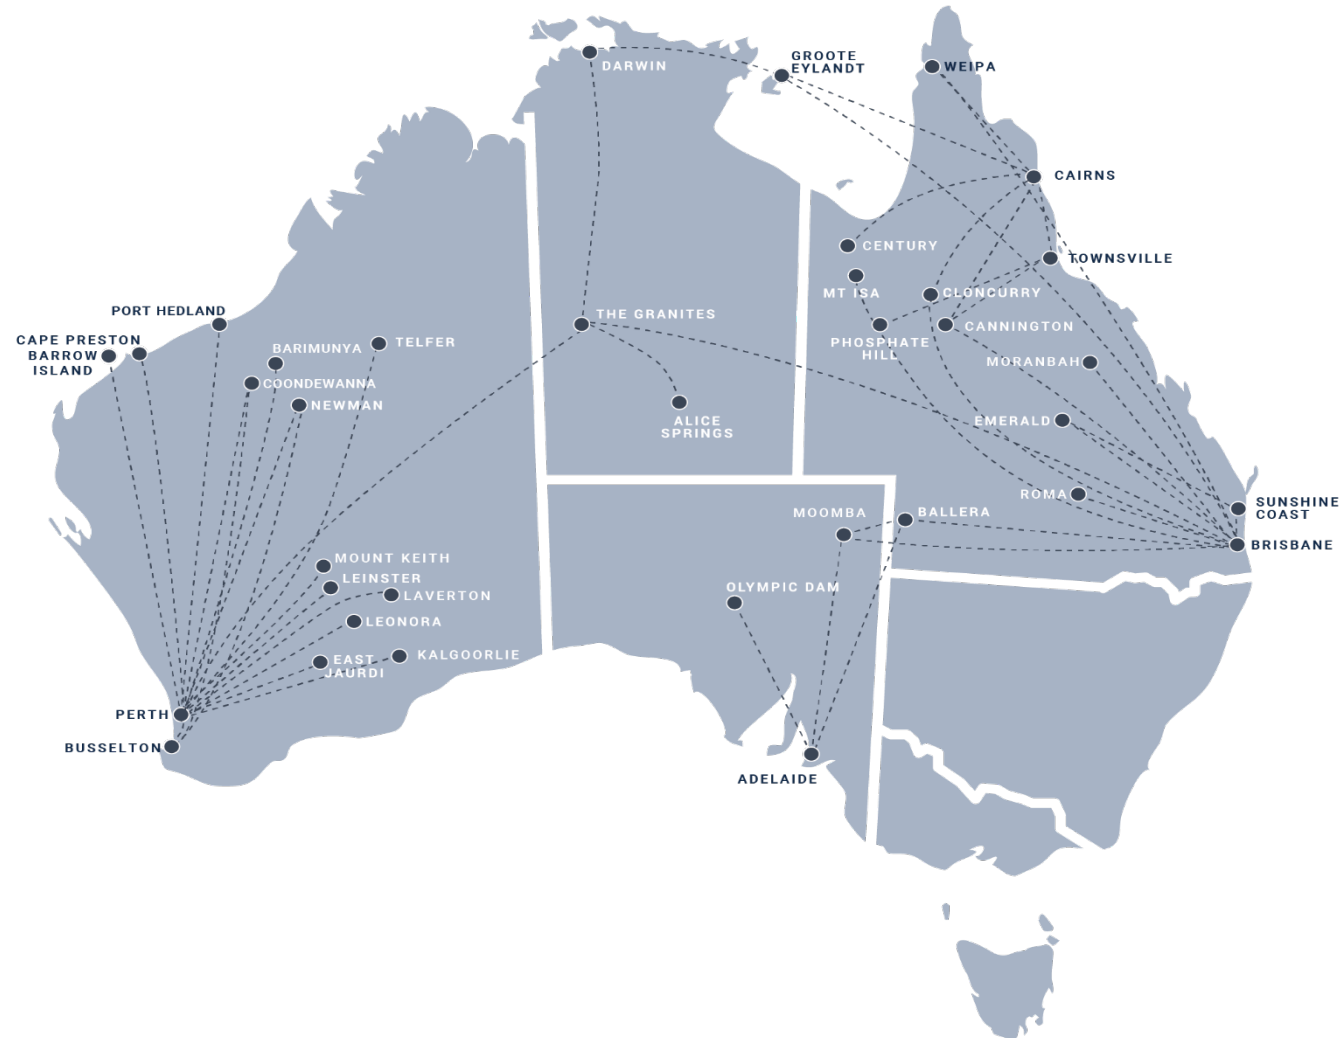 GROOTE
EYLANDT
WEIPA
DARWIN
CAIRNS
CENTURY
TOWNSVILLE
MT ISA
CLONCURRY
PORT HEDLAND
THE GRANITES
CANNINGTON
CAPE PRESTON
BARROW
ISLAND
BARIMUNYA
TELFER
PHOSPHATE
HILL
MORANBAH
COONDEWANNA
NEWMAN
ALICE
SPRINGS
EMERALD
ROMA
SUNSHINE
COAST
MOOMBA
BALLERA
BRISBANE
MOUNT KEITH
LEINSTER
LAVERTON
OLYMPIC DAM
LEONORA
EAST
JAURDI
KALGOORLIE
PERTH
BUSSELTON
ADELAIDE